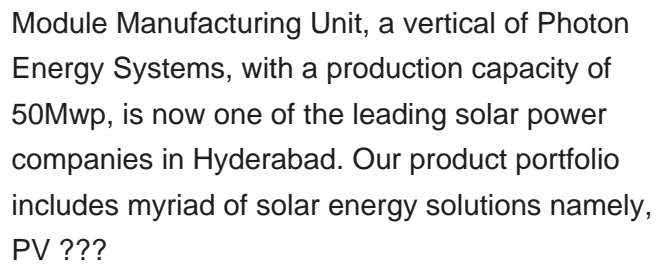 Module Manufacturing Unit, a vertical of Photon
Energy Systems, with a production capacity of
50Mwp, is now one of the leading solar power
companies in Hyderabad. Our product portfolio
includes myriad of solar energy solutions namely,
PV ???